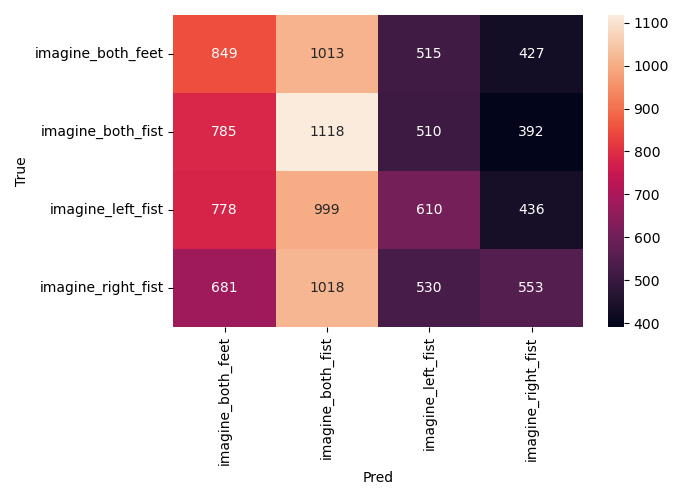 imagine_both_feet 849 1013 515 427
imagine_both_fist 785 1118 510 392
imagine_left_fist 778 999 610 436
imagine_right_fist 681 1018 530 553
True
imagine_both_feet
imagine_both_fist
imagine_left_fist
imagine_right_fist
Pred
1100
1000
900
800
700
600
500
400